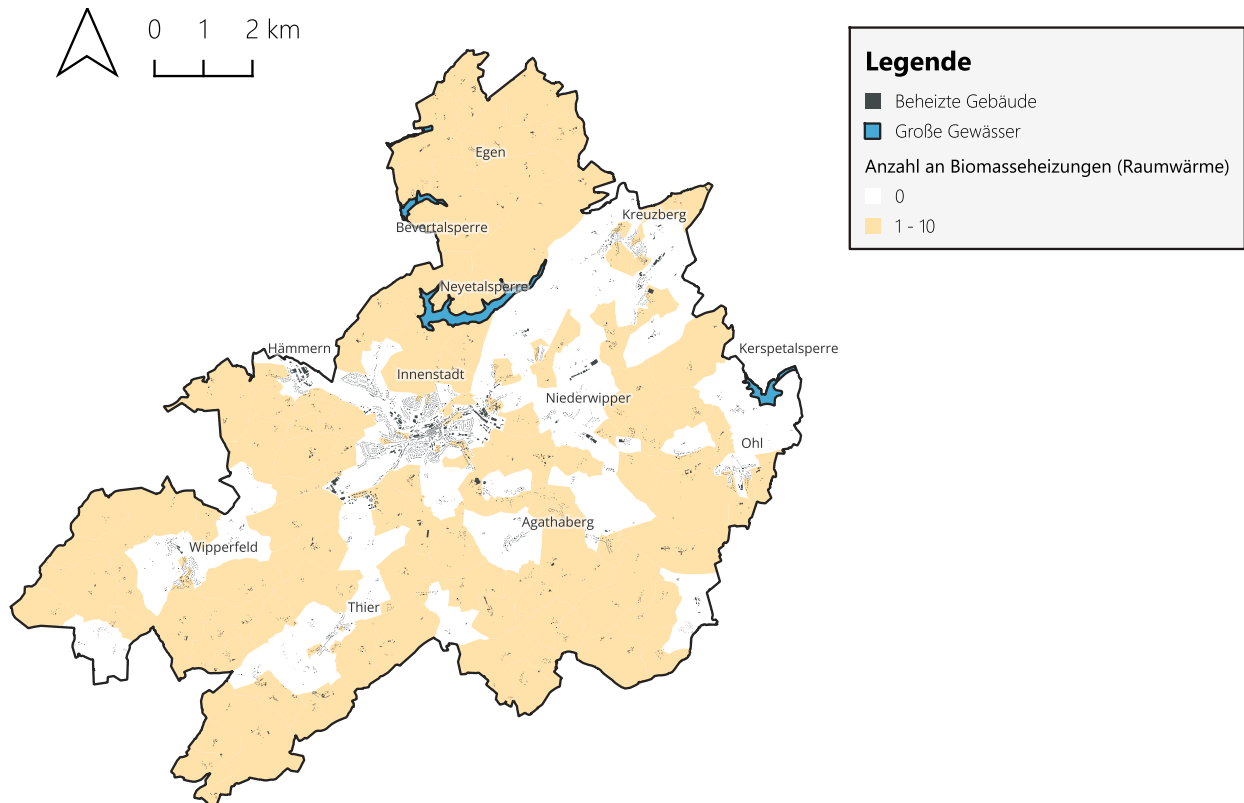 0 1 2 km
Legende
Beheizte Gebäude
Große Gewässer
Anzahl an Biomasseheizungen (Raumwärme)
0
1 - 10
Egen
Kreuzberg
Bevertalsperre
Neyetalsperre
Hämmern
Kerspetalsperre
Innenstadt
Niederwipper
Ohl
Agathaberg
Wipperfeld
Thier